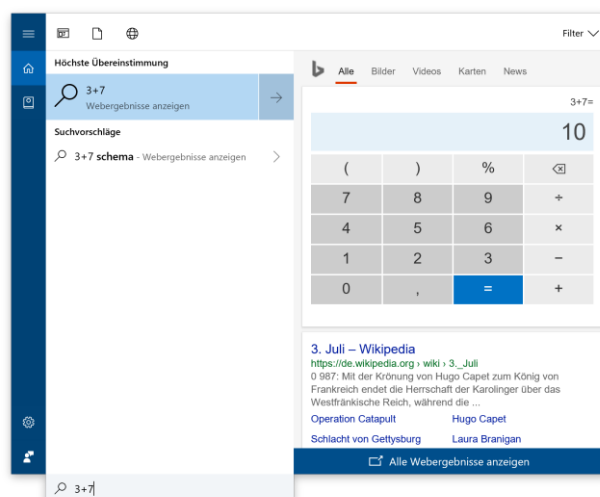 Filter
Höchste Übereinstimmung
3+7
Webergebnisse anzeigen
Suchvorschläge
3+7 schema - Webergebnisse anzeigen
3+7
Alle Bilder Videos Karten News
3+7=
10
( ) %
7 8 9 ÷
4 5 6 ×
1 2 3 −
0 , = +
3. Juli – Wikipedia
https://de.wikipedia.org › wiki › 3._Juli
0 987: Mit der Krönung von Hugo Capet zum König von
Frankreich endet die Herrschaft der Karolinger über das
Westfränkische Reich, während die ...
Operation Catapult Hugo Capet
Schlacht von Gettysburg Laura Branigan
Alle Webergebnisse anzeigen